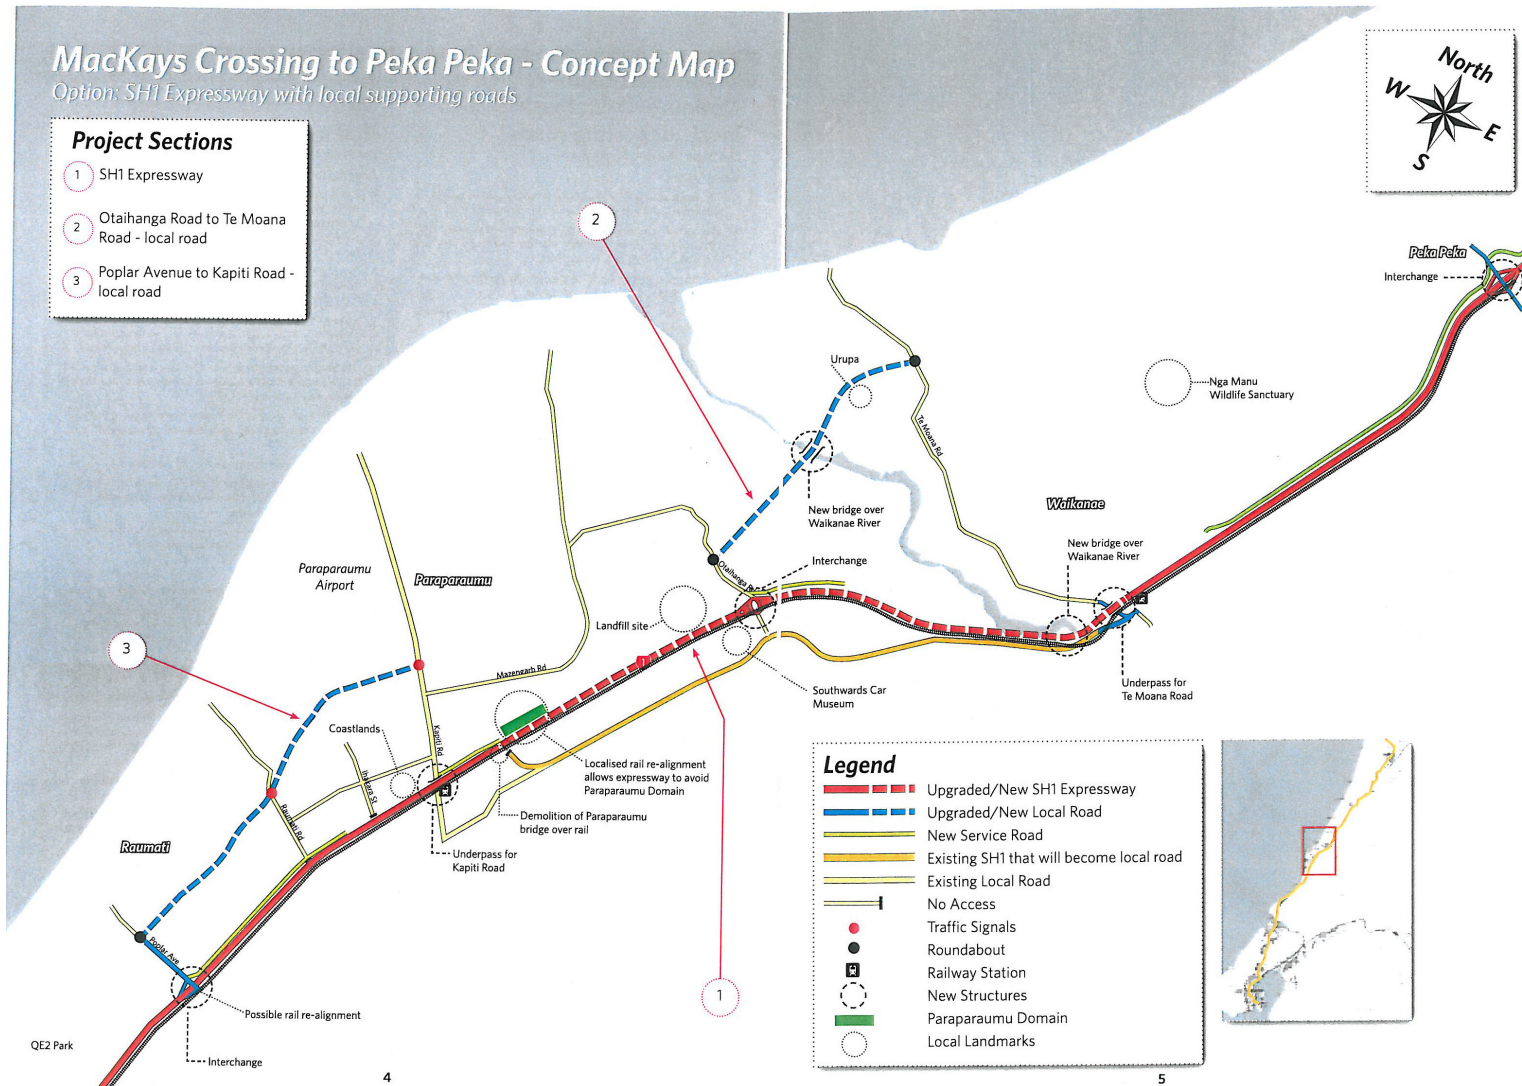 MacKays Crossing to Peka Peka - Concept Map
Option: SH1 Expressway with local supporting roads
Project Sections
1 SH1 Expressway
2 Otaihanga Road to Te Moana
Road - local road
3 Poplar Avenue to Kapiti Road -
local road
North
W
E
S
2
Peka Peka
Interchange
Urupa
Nga Manu
Wildlife Sanctuary
Te Moana Rd
New bridge over
Waikanae River
Waikanae
New bridge over
Waikanae River
Interchange
Otaihanga Rd
Paraparaumu
Airport
Paraparaumu
Landfill site
3
Mazengarb Rd
Southwards Car
Museum
Underpass for
Te Moana Road
Coastlands
Kapiti Rd
Ihakara St
Localised rail re-alignment
allows expressway to avoid
Paraparaumu Domain
Demolition of Paraparaumu
bridge over rail
Raumati Rd
Raumati
Underpass for
Kapiti Road
Poplar Ave
1
Possible rail re-alignment
QE2 Park
Interchange
Legend
Upgraded/New SH1 Expressway
Upgraded/New Local Road
New Service Road
Existing SH1 that will become local road
Existing Local Road
No Access
Traffic Signals
Roundabout
Railway Station
New Structures
Paraparaumu Domain
Local Landmarks
4
5